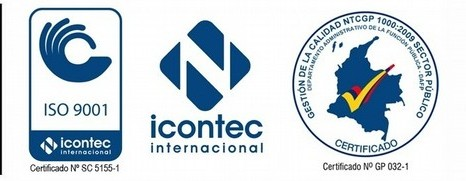 ISO 9001
icontec
internacional
Certificado Nº SC 5155-1
icontec
internacional
GESTIÓN DE LA CALIDAD NTCGP 1000:2009 SECTOR PÚBLICO
DEPARTAMENTO ADMINISTRATIVO DE LA FUNCIÓN PÚBLICA - DAFP
CERTIFICADO
Certificado Nº GP 032-1